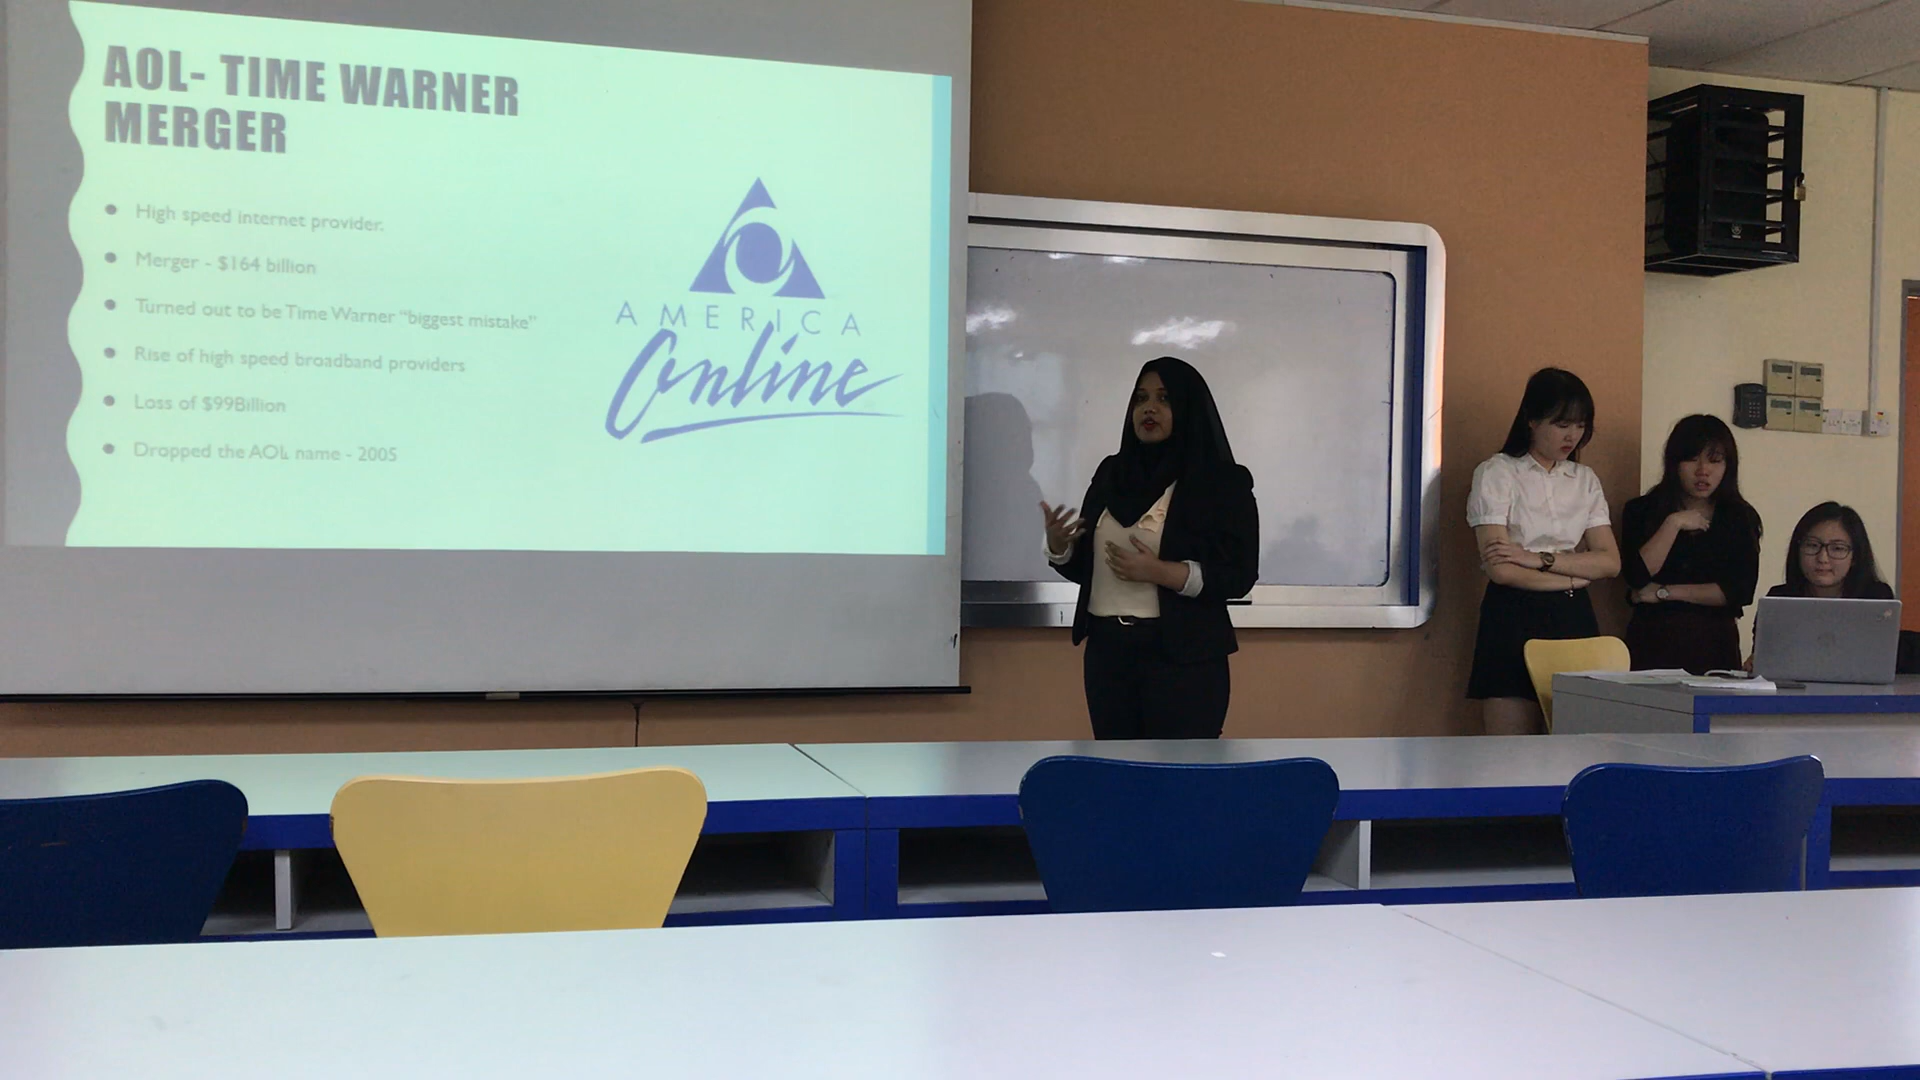 AOL- TIME WARNER
MERGER
High speed internet provider.
Merger - $164 billion
Turned out to be Time Warner “biggest mistake”
Rise of high speed broadband providers
Loss of $99Billion
Dropped the AOL name - 2005
AMERICA
Online